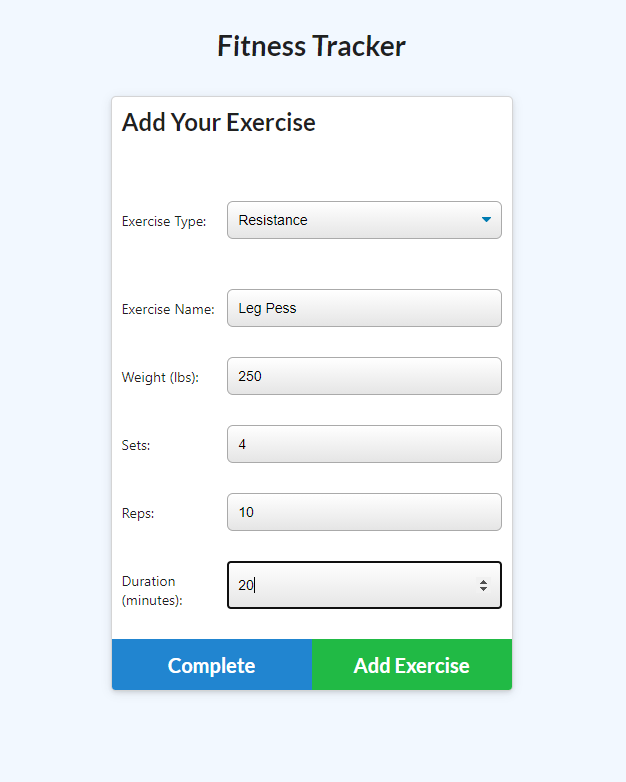 Fitness Tracker
Add Your Exercise
Exercise Type: Resistance
Exercise Name: Leg Pess
Weight (lbs): 250
Sets: 4
Reps: 10
Duration
(minutes): 20
Complete Add Exercise